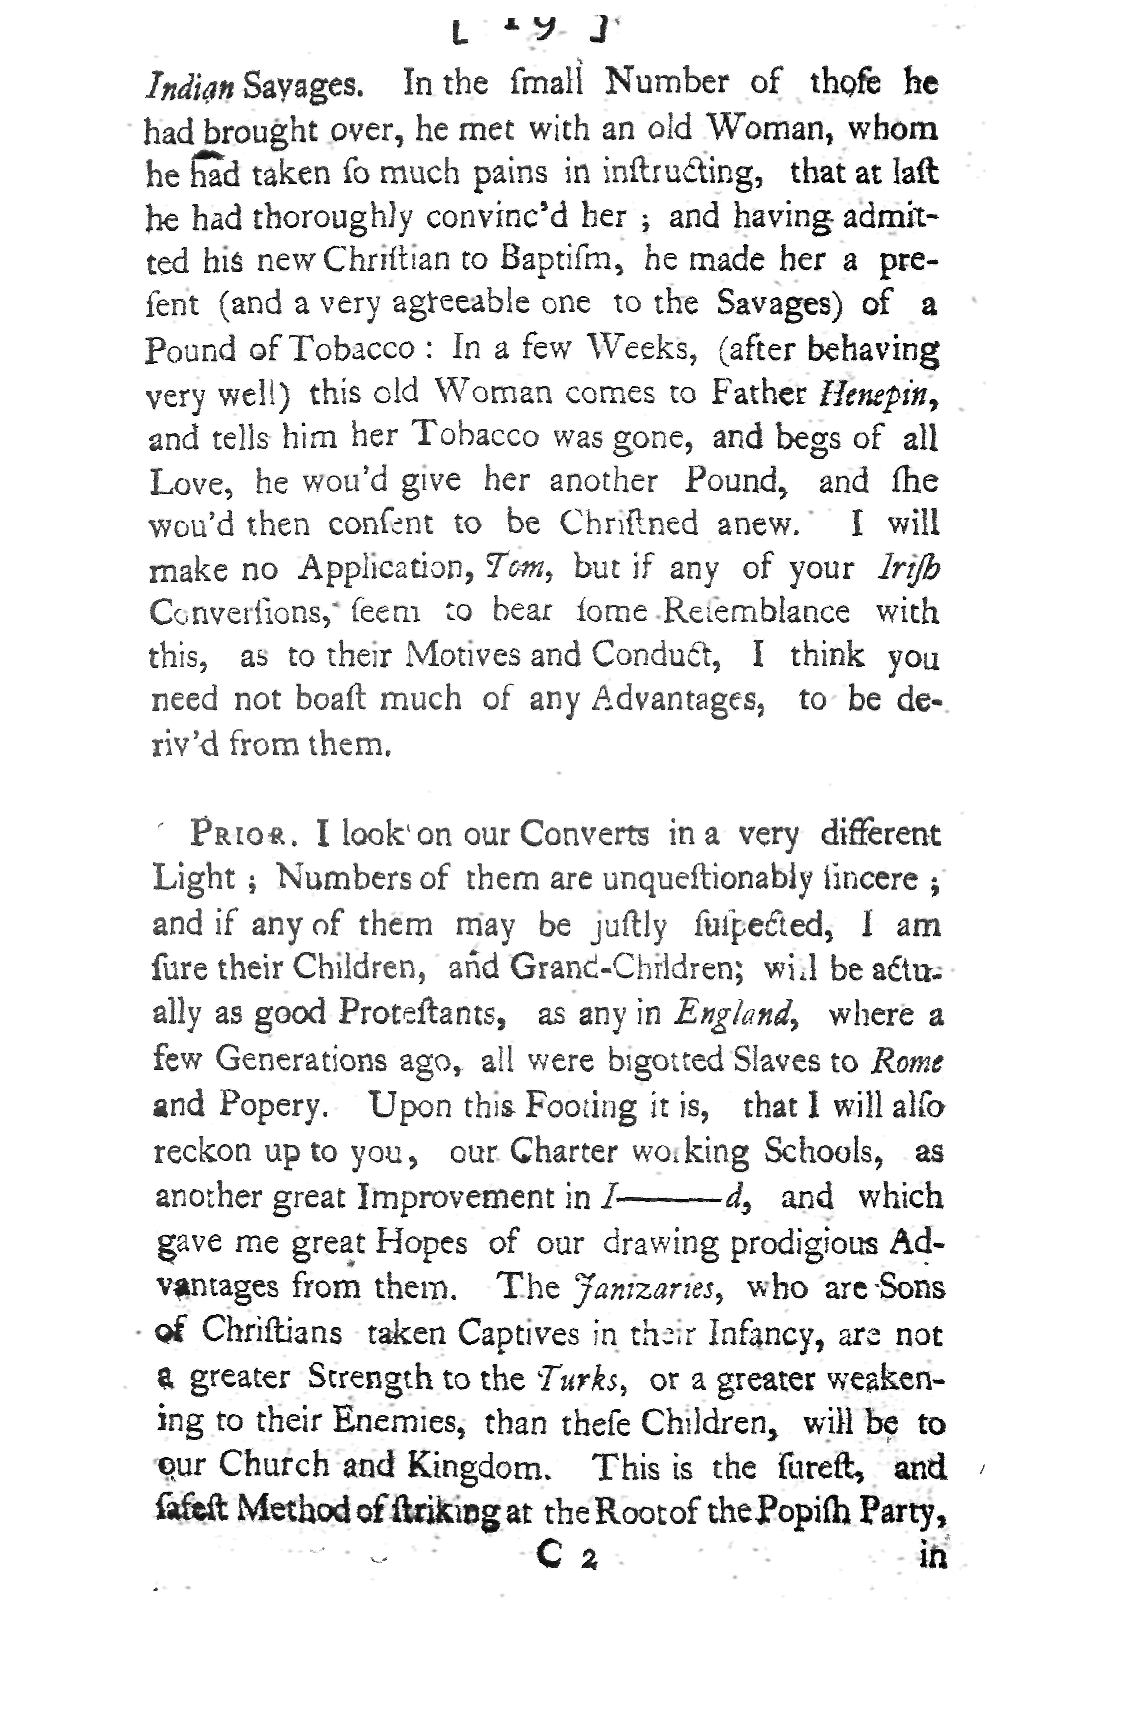 [ 19 ]
Indian Savages. In the ſmall Number of thoſe he
had brought over, he met with an old Woman, whom
he had taken ſo much pains in inſtructing, that at laſt
he had thoroughly convinc'd her ; and having admit-
ted his new Chriſtian to Baptiſm, he made her a pre-
ſent (and a very agreeable one to the Savages) of a
Pound of Tobacco : In a few Weeks, (after behaving
very well) this old Woman comes to Father Henepin,
and tells him her Tobacco was gone, and begs of all
Love, he wou'd give her another Pound, and ſhe
wou'd then conſent to be Chriſtned anew. I will
make no Application, Tom, but if any of your Iriſh
Converſions, ſeem to bear ſome Reſemblance with
this, as to their Motives and Conduct, I think you
need not boaſt much of any Advantages, to be de-
riv'd from them.
PRIOR. I look on our Converts in a very different
Light ; Numbers of them are unqueſtionably ſincere ;
and if any of them may be juſtly ſuſpected, I am
ſure their Children, and Grand-Children; will be actu-
ally as good Proteſtants, as any in England, where a
few Generations ago, all were bigotted Slaves to Rome
and Popery. Upon this Footing it is, that I will alſo
reckon up to you, our Charter working Schools, as
another great Improvement in I———d, and which
gave me great Hopes of our drawing prodigious Ad-
vantages from them. The Janizaries, who are Sons
of Chriſtians taken Captives in their Infancy, are not
a greater Strength to the Turks, or a greater weaken-
ing to their Enemies, than theſe Children, will be to
our Church and Kingdom. This is the ſureſt, and
ſafeſt Method of ſtriking at the Root of the Popiſh Party,
C 2 in